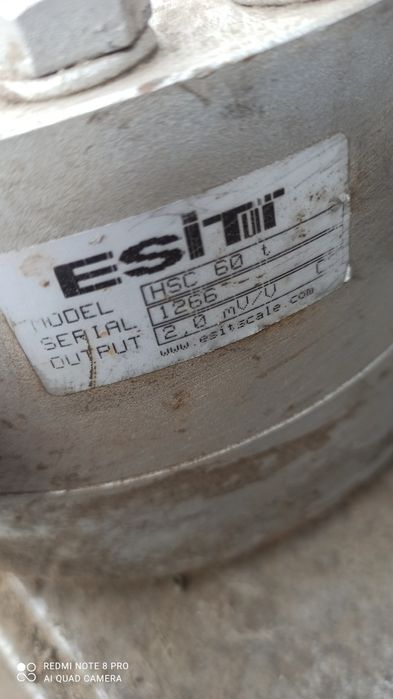 ESİT
MODEL HSC 60 t
SERIAL 1266
OUTPUT 2.0 mV/V C
www.esitscale.com
REDMI NOTE 8 PRO
AI QUAD CAMERA